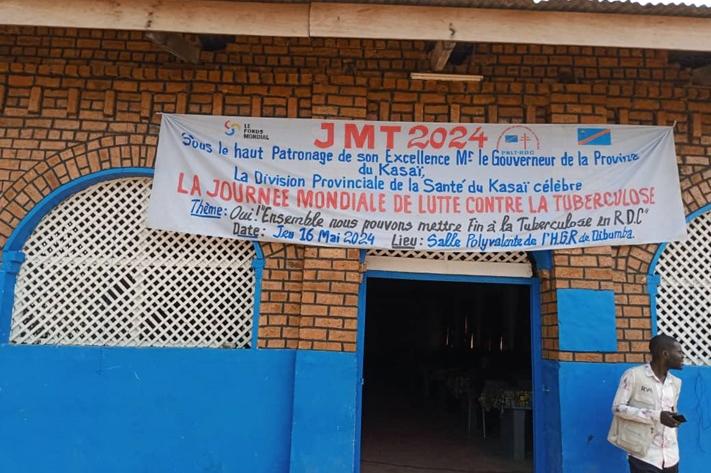 LE FONDS MONDIAL
JMT 2024
PNLT-RDC
Sous le haut Patronage de son Excellence Mr le Gouverneur de la Province
du Kasaï,
La Division Provinciale de la Santé du Kasaï célèbre
LA JOURNEE MONDIALE DE LUTTE CONTRE LA TUBERCULOSE
Thème: Oui! "Ensemble nous pouvons mettre Fin à la Tuberculose en R.D.C"
Date: Jeu 16 Mai 2024 Lieu: Salle Polyvalente de l'H.G.R de Dibumba.